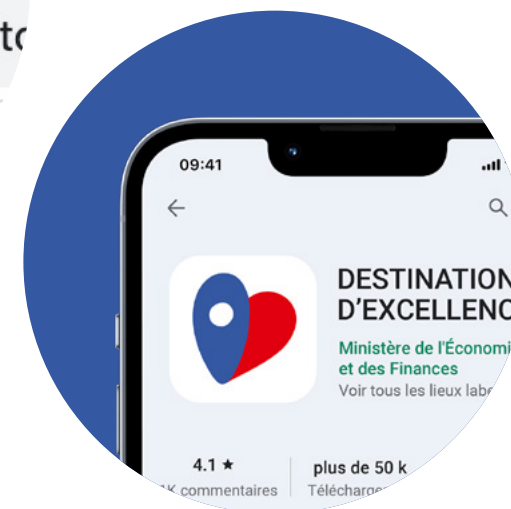 09:41
DESTINATION
D'EXCELLENC
Ministère de l'Économi
et des Finances
Voir tous les lieux labe
4.1 ★
plus de 50 k
K commentaires
Télécharge